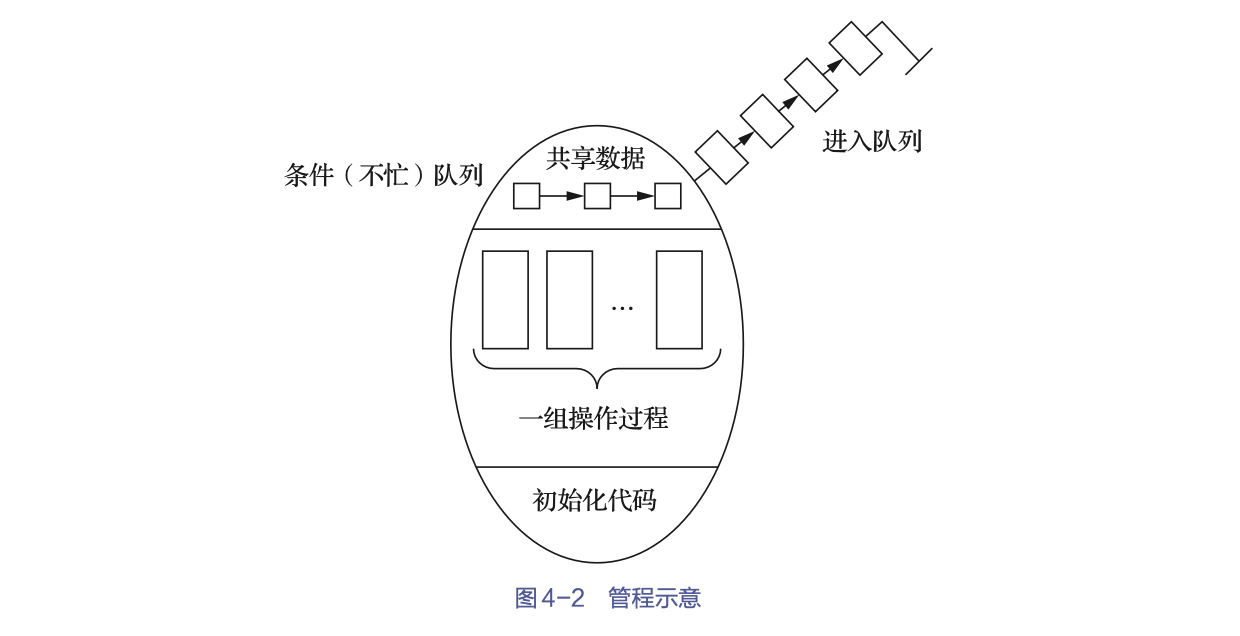 进入队列
共享数据
条件（不忙）队列
...
一组操作过程
初始化代码
图 4-2 管程示意